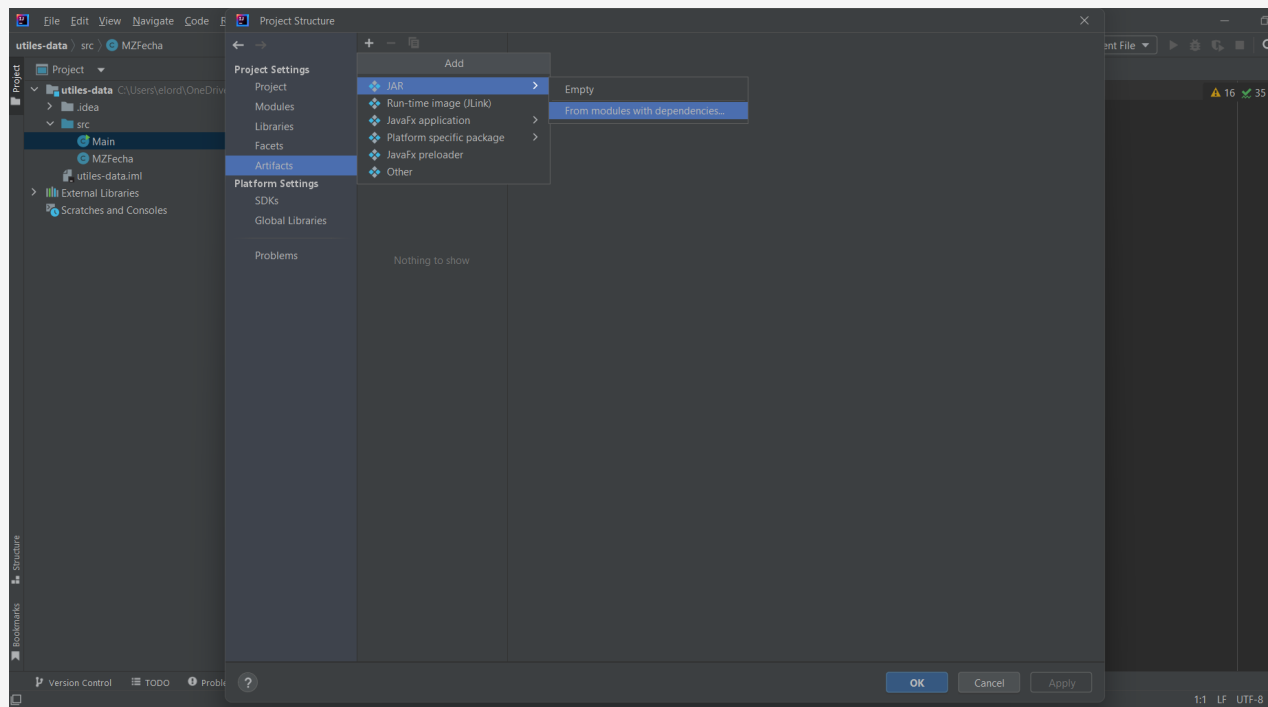 File Edit View Navigate Code
Project Structure
utiles-data src MZFecha
ent File
Project
Project
utiles-data C:\Users\elord\OneDriv
.idea
src
Main
MZFecha
utiles-data.iml
External Libraries
Scratches and Consoles
Project Settings
Project
Modules
Libraries
Facets
Artifacts
Platform Settings
SDKs
Global Libraries
Problems
Add
JAR
Run-time image (JLink)
JavaFx application
Platform specific package
JavaFx preloader
Other
Empty
From modules with dependencies...
Nothing to show
16 35
Structure
Bookmarks
Version Control TODO Proble
? OK Cancel Apply
1:1 LF UTF-8